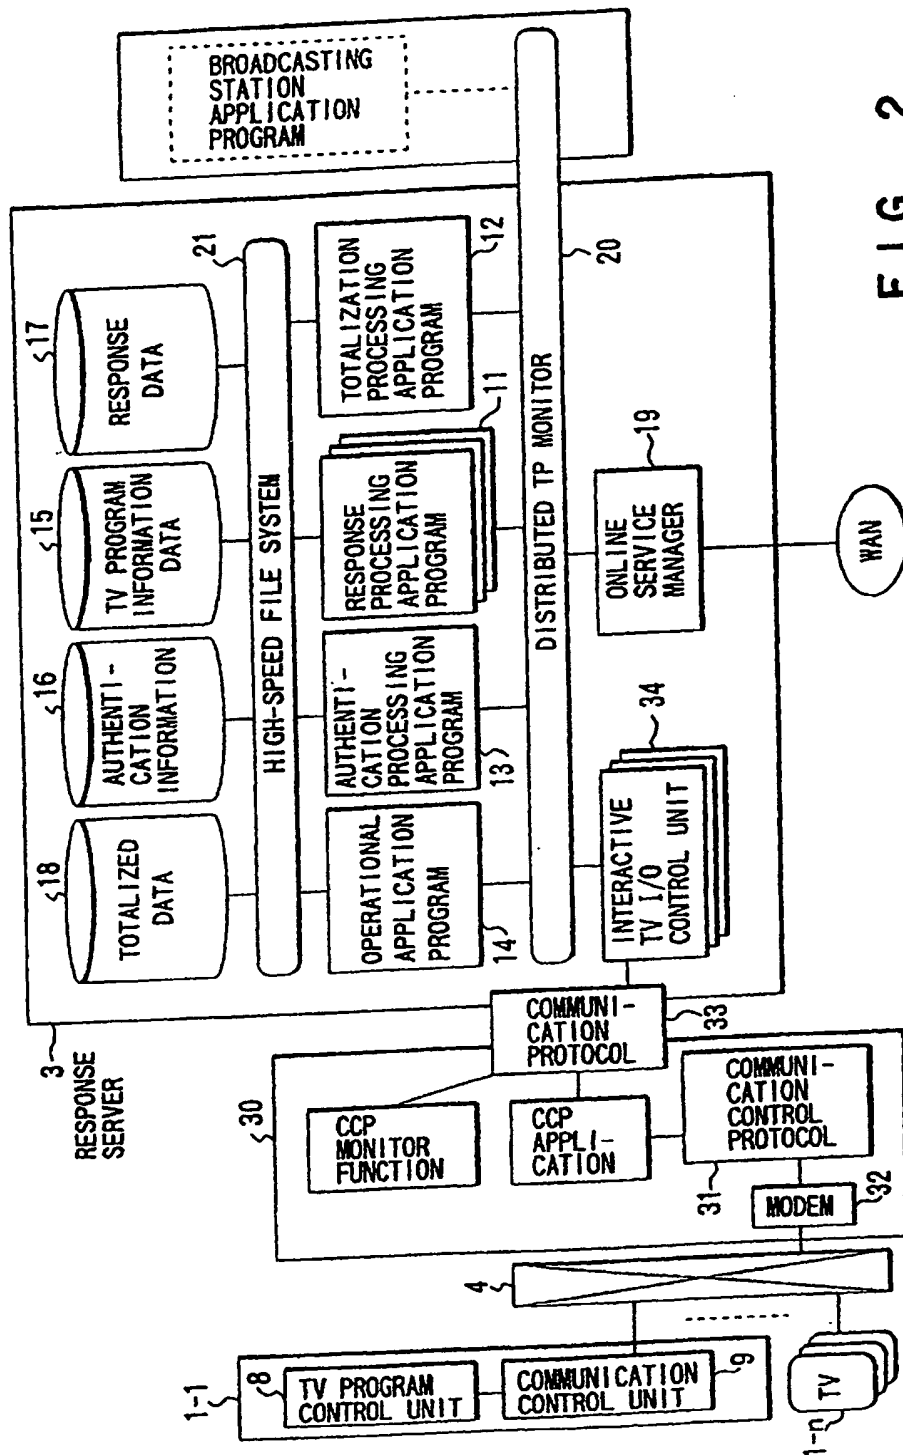 FIG. 2
BROADCASTING
STATION
APPLICATION
PROGRAM
3
RESPONSE
SERVER
18
TOTALIZED
DATA
16
AUTHENTI-
CATION
INFORMATION
15
TV PROGRAM
INFORMATION
DATA
17
RESPONSE
DATA
HIGH-SPEED FILE SYSTEM
21
OPERATIONAL
APPLICATION
PROGRAM
14
AUTHENTI-
CATION
PROCESSING
APPLICATION
PROGRAM
13
RESPONSE
PROCESSING
APPLICATION
PROGRAM
11
TOTALIZATION
PROCESSING
APPLICATION
PROGRAM
12
DISTRIBUTED TP MONITOR
20
INTERACTIVE
TV I/O
CONTROL UNIT
34
ONLINE
SERVICE
MANAGER
19
WAN
30
CCP
MONITOR
FUNCTION
COMMUNI-
CATION
PROTOCOL
33
CCP
APPLI-
CATION
COMMUNI-
CATION
CONTROL
PROTOCOL
31
MODEM
32
4
1-1
8
TV PROGRAM
CONTROL UNIT
COMMUNICATION
CONTROL UNIT
9
TV
1-n